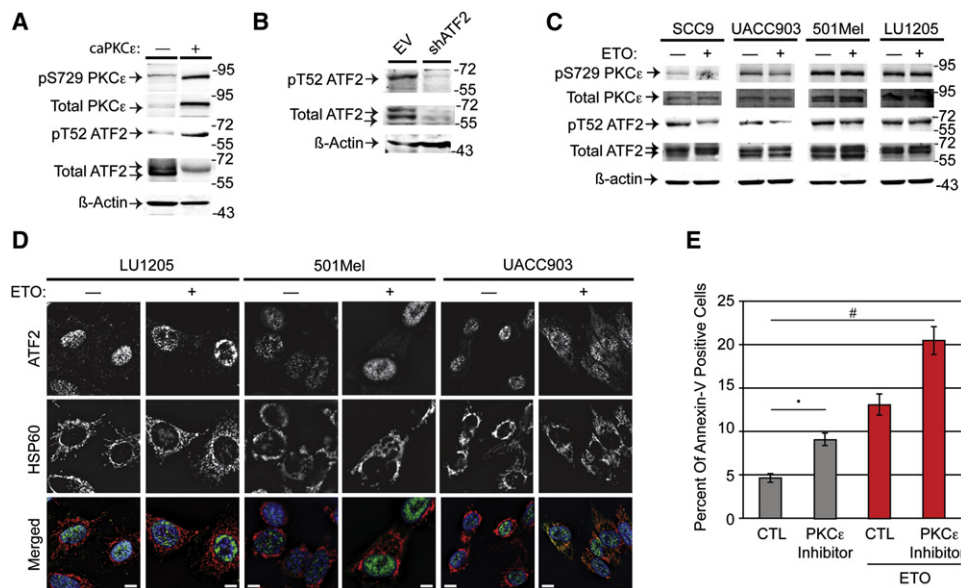 A
caPKCε: — +
pS729 PKCε
-95
Total PKCε
-95
-72
pT52 ATF2
-55
-72
Total ATF2
-55
ß-Actin
-43
B
EV shATF2
-72
pT52 ATF2
-55
-72
Total ATF2
-55
ß-Actin
-43
C
SCC9 UACC903 501Mel LU1205
ETO: — + — + — + — +
pS729 PKCε
-95
Total PKCε
-95
-72
pT52 ATF2
-55
-72
Total ATF2
-55
ß-actin
-43
D
LU1205 501Mel UACC903
ETO: — + — + — +
ATF2
HSP60
Merged
E
Percent Of Annexin-V Positive Cells
25
20
15
10
5
0
#
•
CTL PKCε Inhibitor CTL PKCε Inhibitor
ETO